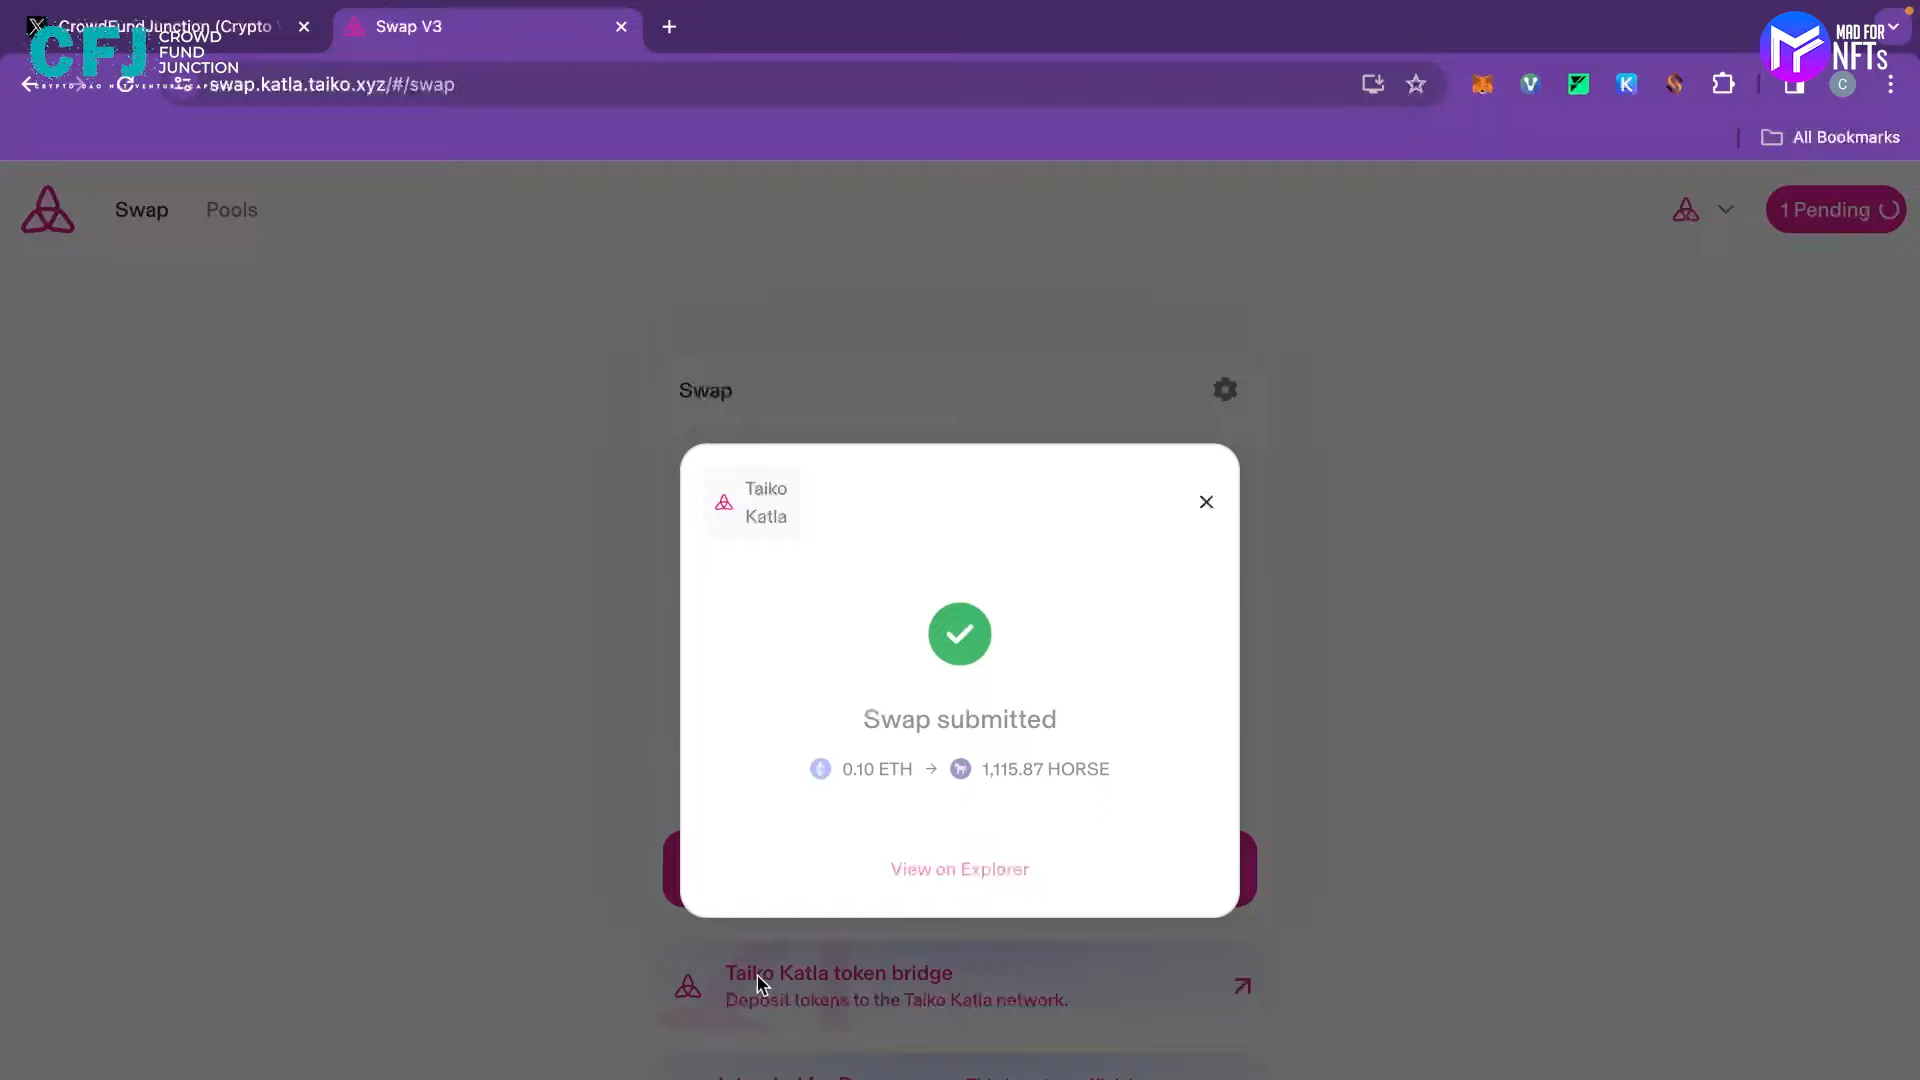 CrowdFundJunction (Crypto
Swap V3
CFJ
CROWD
FUND
JUNCTION
MAD FOR
NFTs
swap.katla.taiko.xyz/#/swap
K
C
All Bookmarks
Swap
Pools
1 Pending
Swap
Taiko
Katla
Swap submitted
0.10 ETH → 1,115.87 HORSE
View on Explorer
Taiko Katla token bridge
Deposit tokens to the Taiko Katla network.